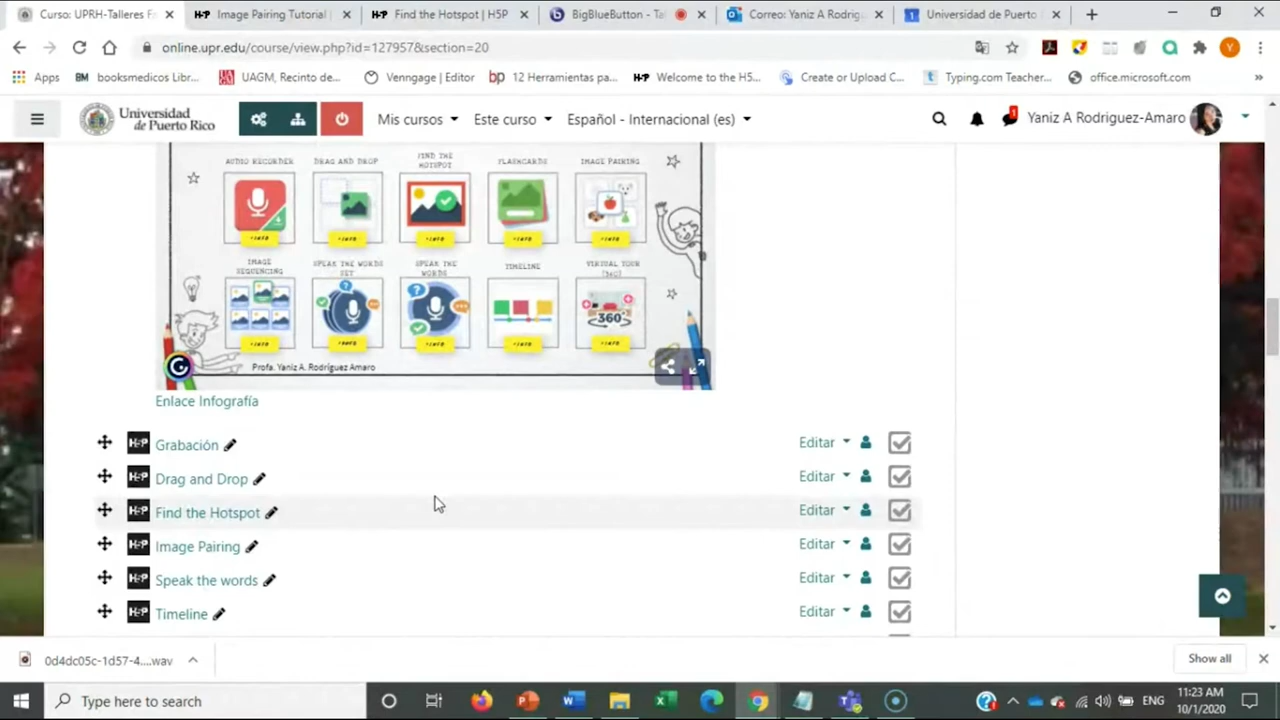 Curso: UPRH-Talleres F
Image Pairing Tutorial
Find the Hotspot | H5P
BigBlueButton - Tal
Correo: Yaniz A Rodrig
Universidad de Puerto
online.upr.edu/course/view.php?id=127957&section=20
Y
Apps
BM booksmedicos Libr...
UAGM, Recinto de...
Venngage | Editor
bp 12 Herramientas pa...
H-P Welcome to the H5...
Create or Upload C...
Typing.com Teacher...
office.microsoft.com
»
Universidad de Puerto Rico
Mis cursos
Este curso
Español - Internacional (es)
Yaniz A Rodriguez-Amaro
AUDIO RECORDER
DRAG AND DROP
FIND THE HOTSPOT
FLASHCARDS
IMAGE PAIRING
IMAGE SEQUENCING
SPEAK THE WORDS SET
SPEAK THE WORDS
TIMELINE
VIRTUAL TOUR (360)
360°
Profa. Yaniz A. Rodríguez Amaro
Enlace Infografía
H-P Grabación Editar
H-P Drag and Drop Editar
H-P Find the Hotspot Editar
H-P Image Pairing Editar
H-P Speak the words Editar
H-P Timeline Editar
0d4dc05c-1d57-4....wav
Show all
Type here to search
ENG
11:23 AM
10/1/2020